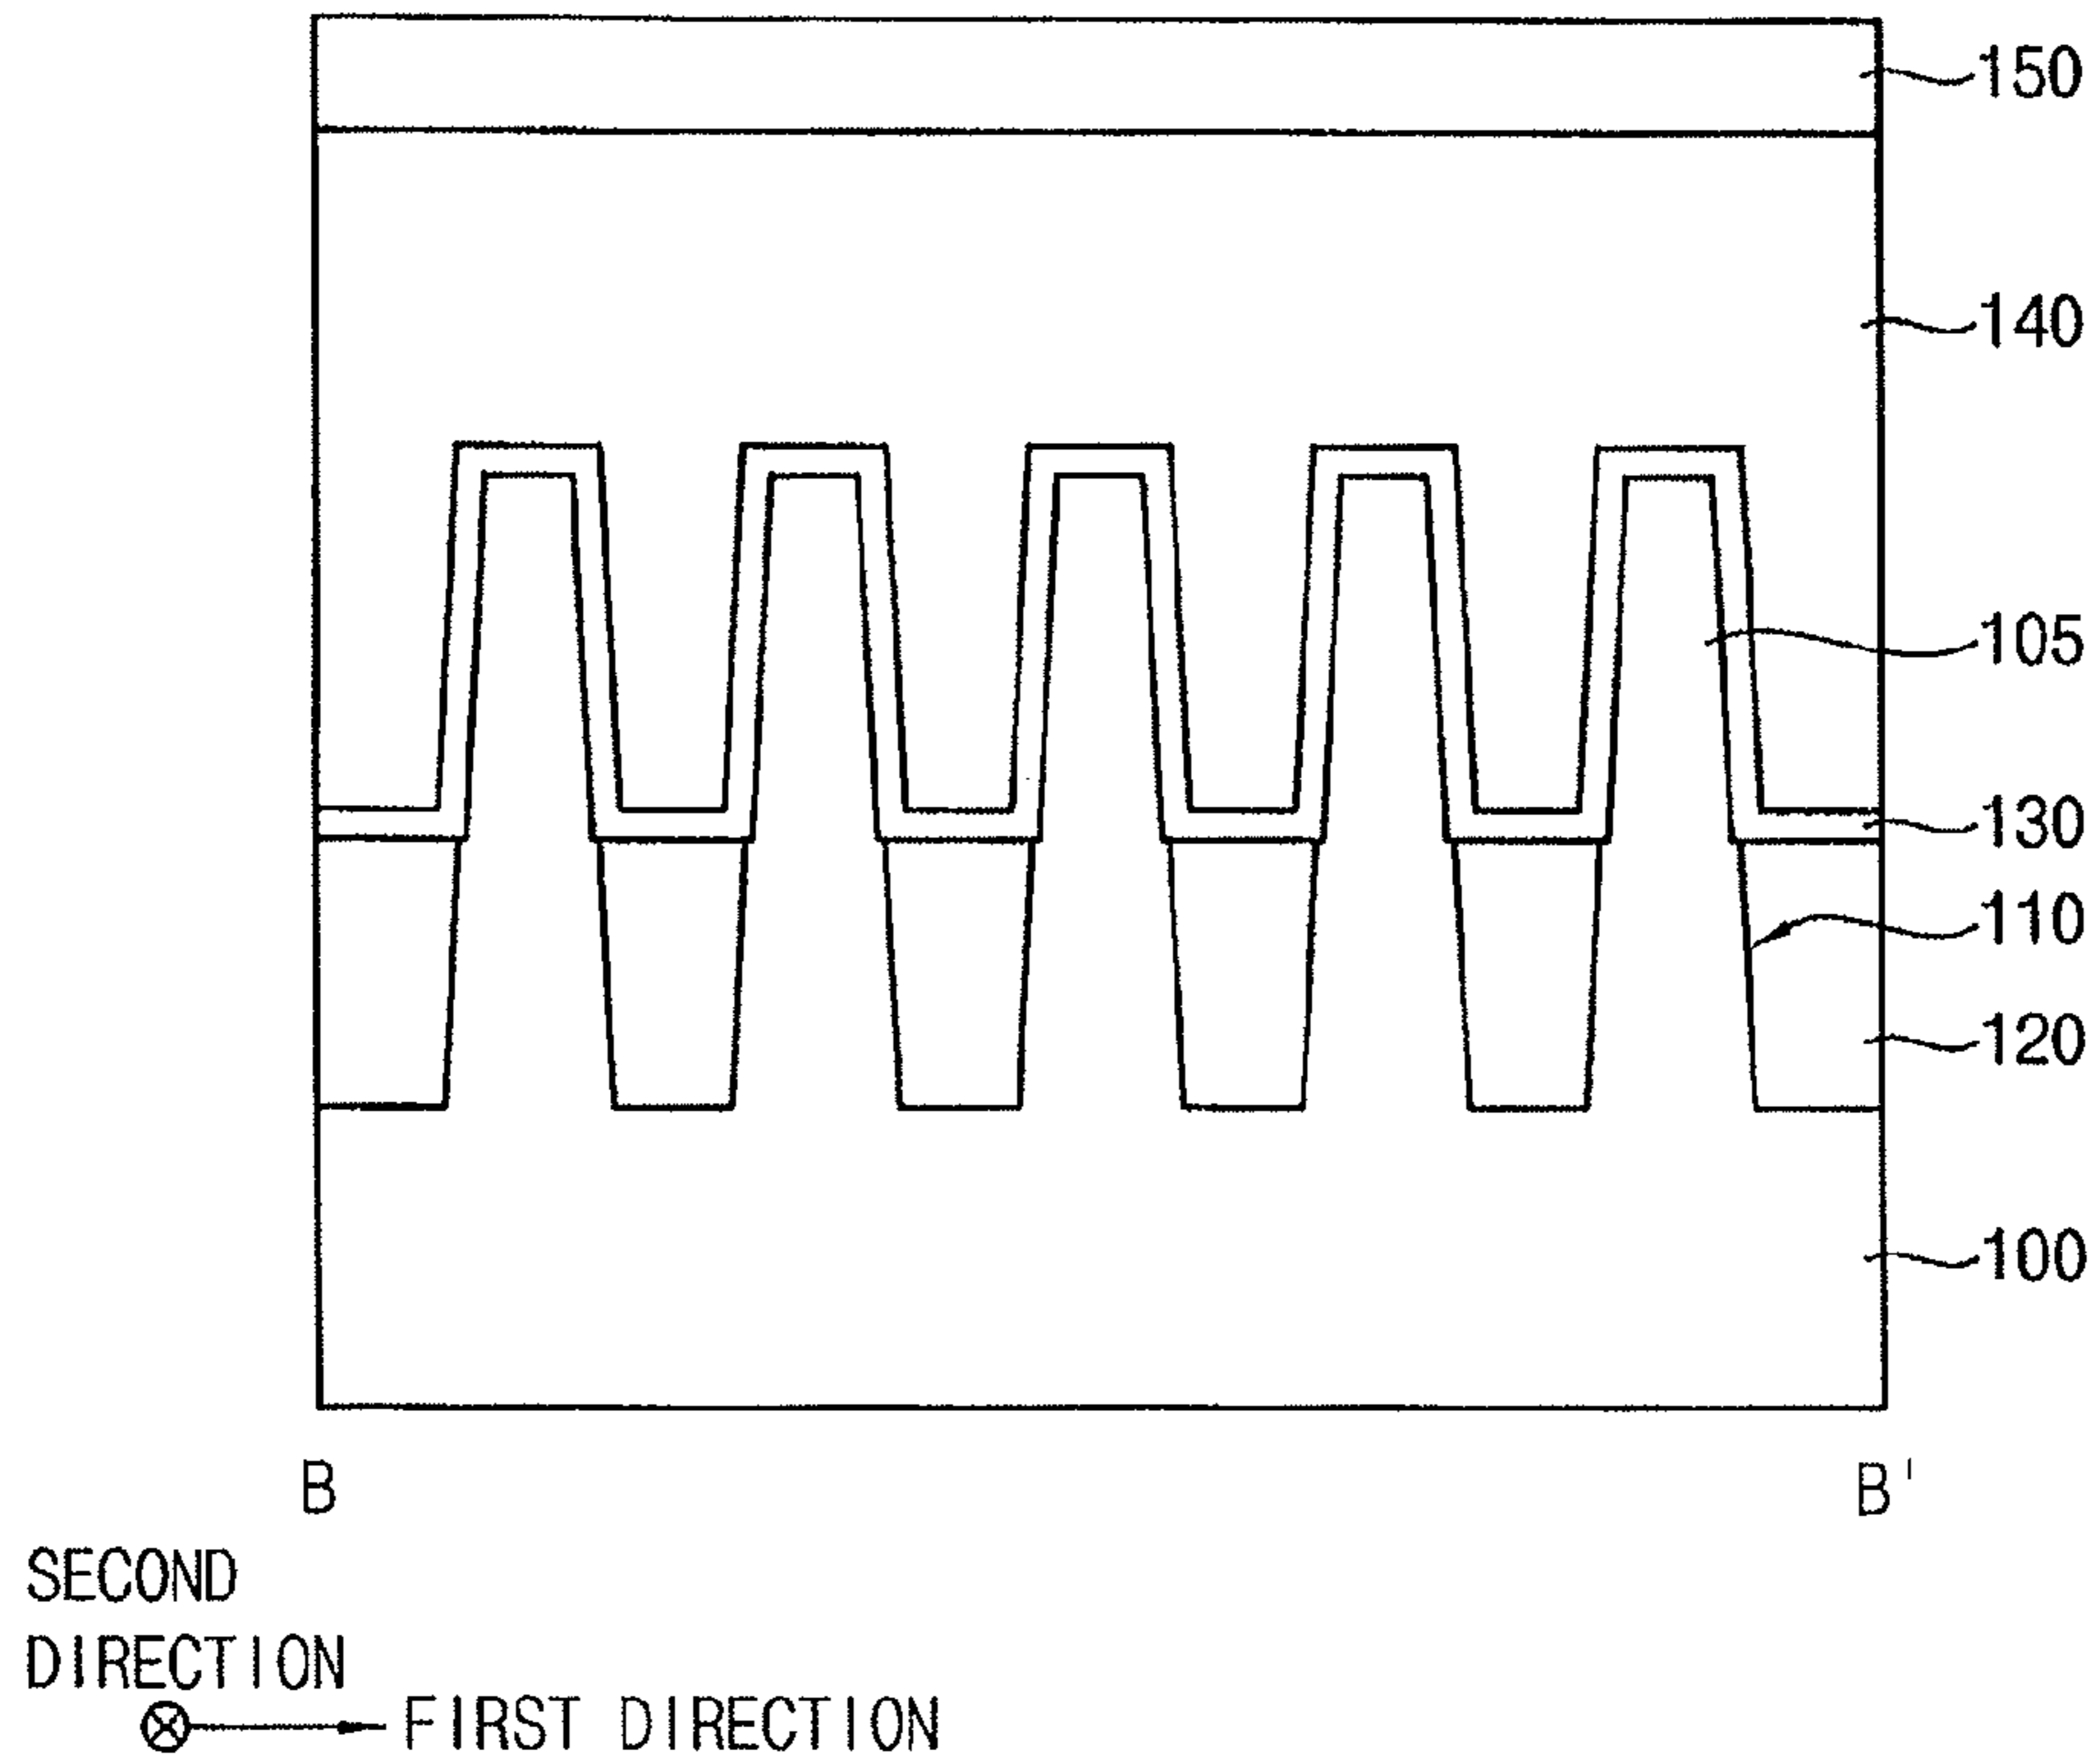 150
140
105
130
110
120
100
B B'
SECOND
DIRECTION
FIRST DIRECTION